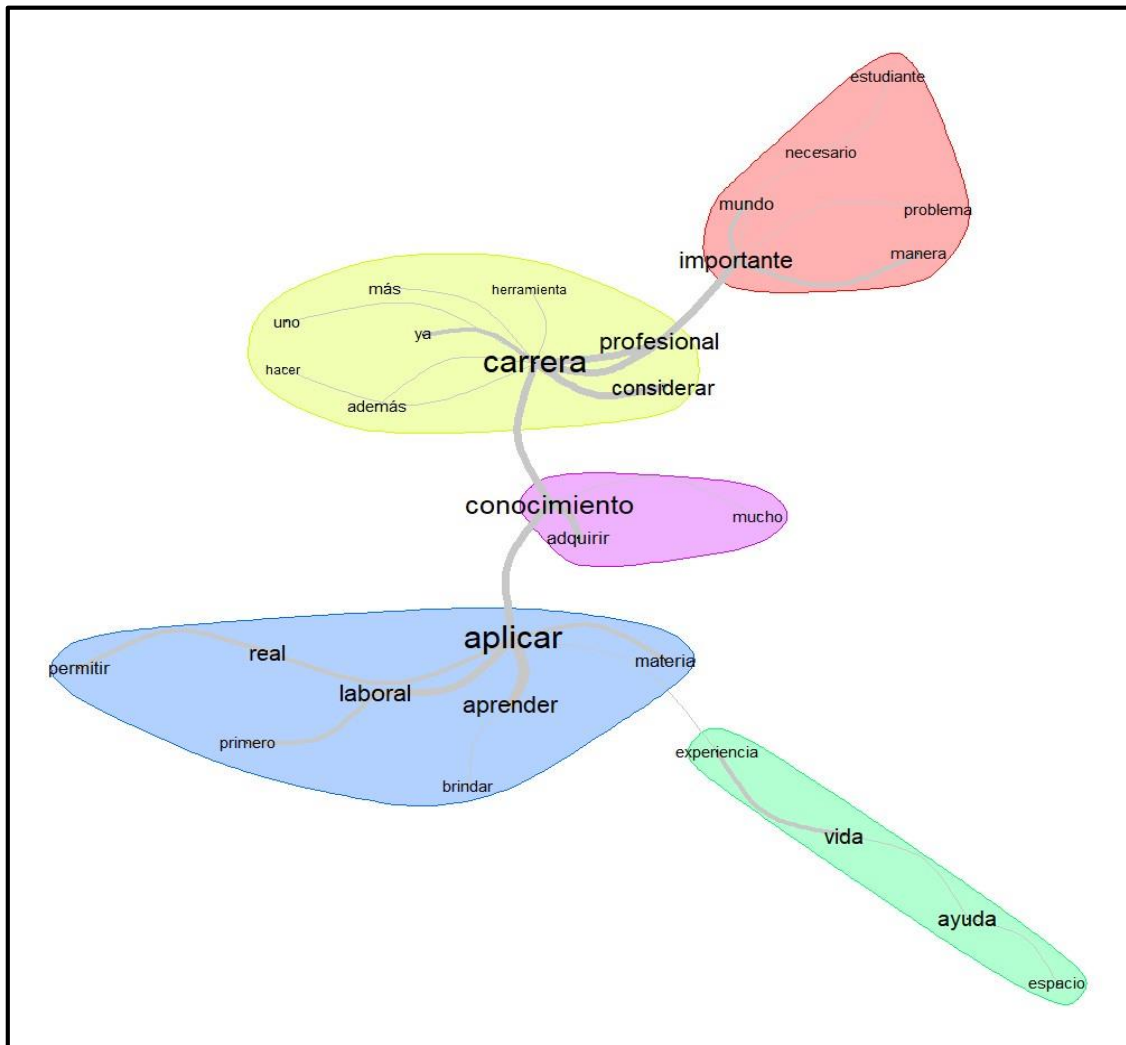 estudiante
necesario
mundo
problema
manera
importante
más
herramienta
uno
ya
profesional
carrera
hacer
considerar
además
conocimiento
mucho
adquirir
aplicar
real
materia
permitir
laboral
aprender
primero
experiencia
brindar
vida
ayuda
espacio